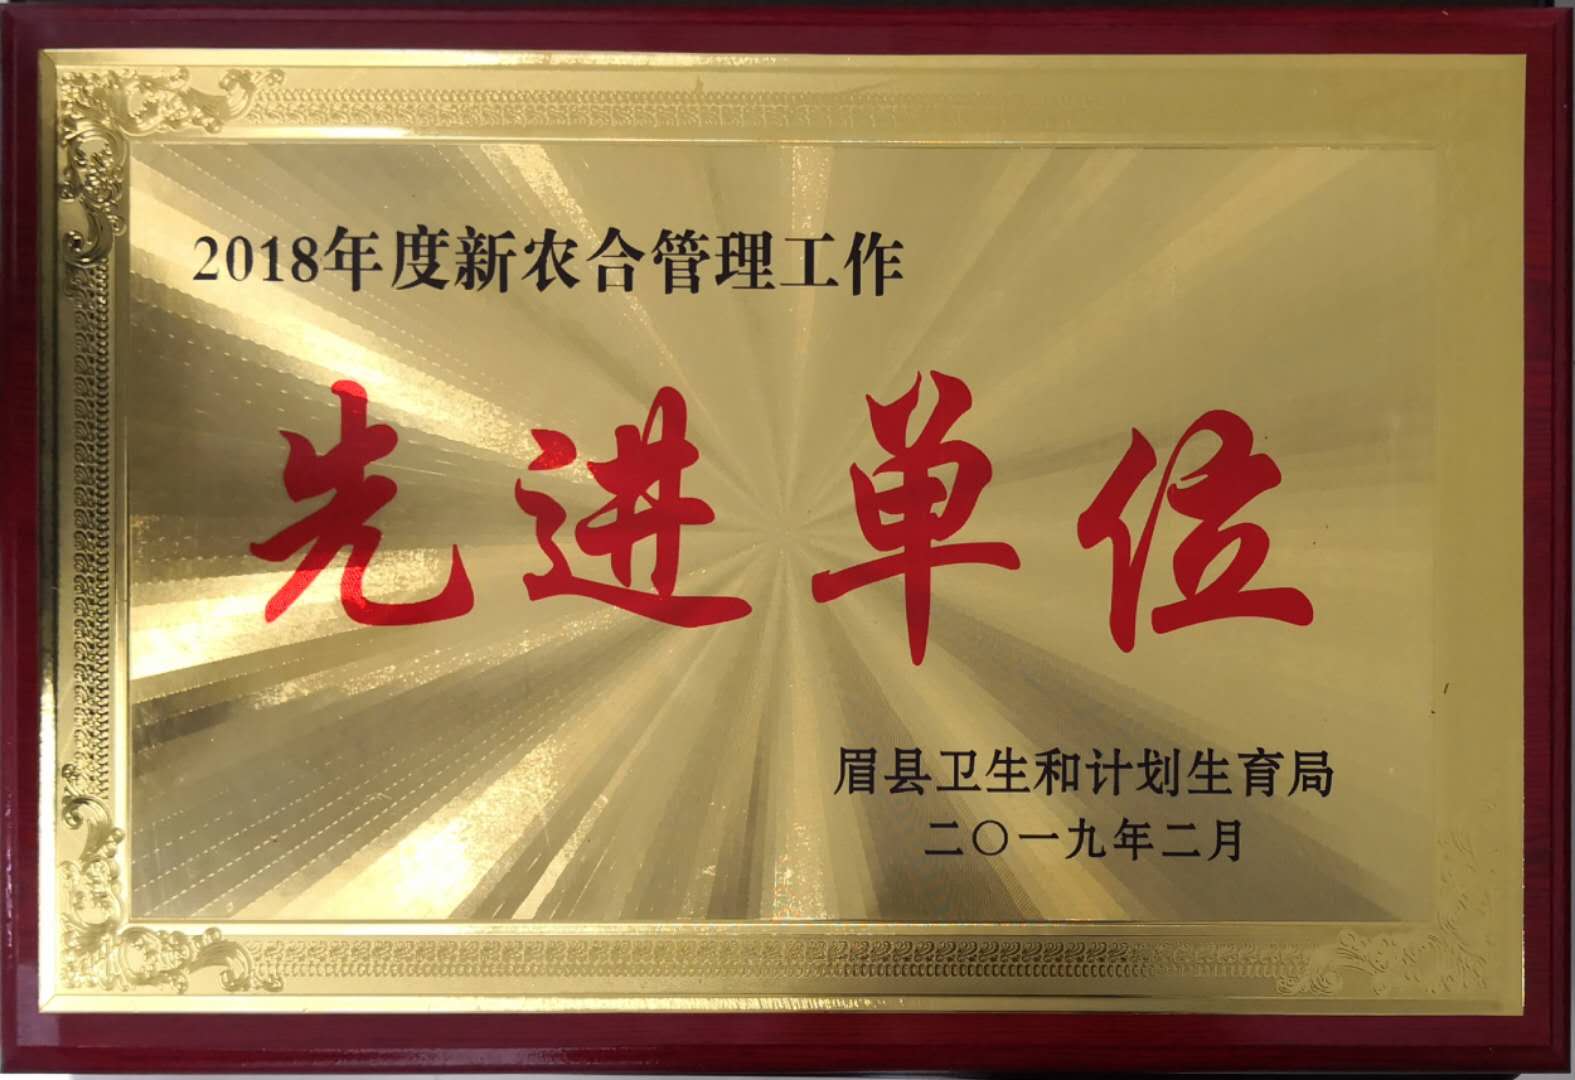 2018年度新农合管理工作
先进单位
眉县卫生和计划生育局
二〇一九年二月